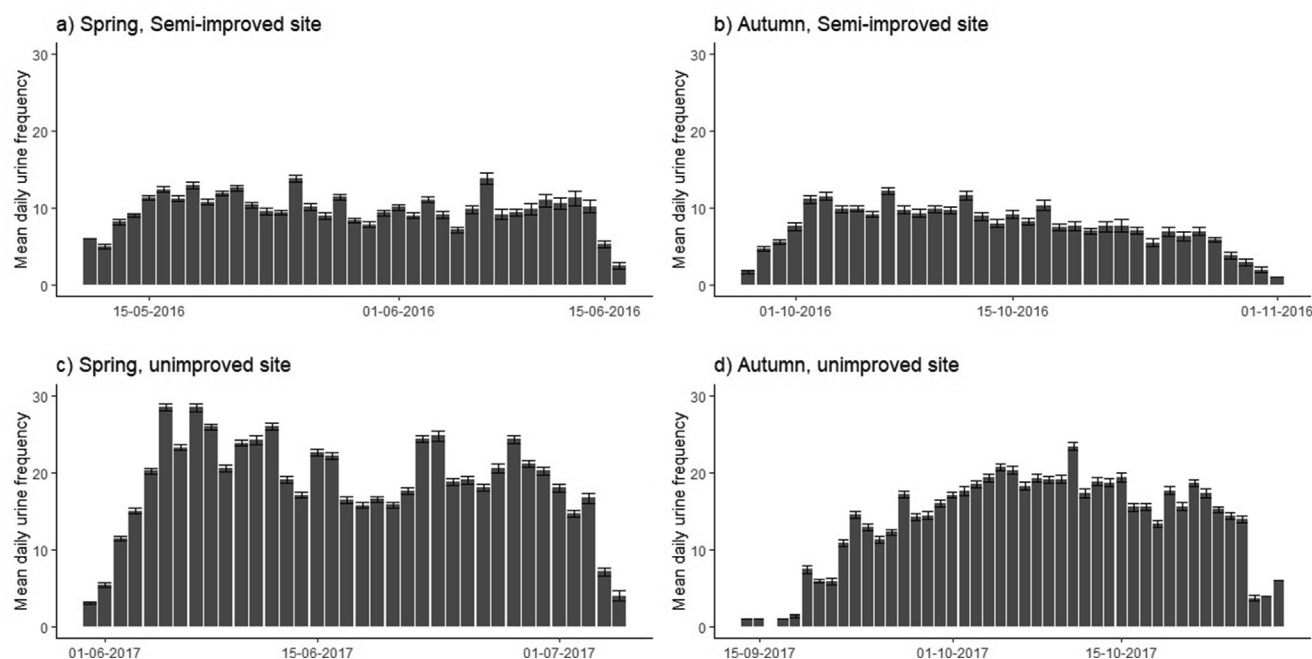 a) Spring, Semi-improved site
Mean daily urine frequency
30
20
10
0
15-05-2016 01-06-2016 15-06-2016
b) Autumn, Semi-improved site
Mean daily urine frequency
30
20
10
0
01-10-2016 15-10-2016 01-11-2016
c) Spring, unimproved site
Mean daily urine frequency
30
20
10
0
01-06-2017 15-06-2017 01-07-2017
d) Autumn, unimproved site
Mean daily urine frequency
30
20
10
0
15-09-2017 01-10-2017 15-10-2017